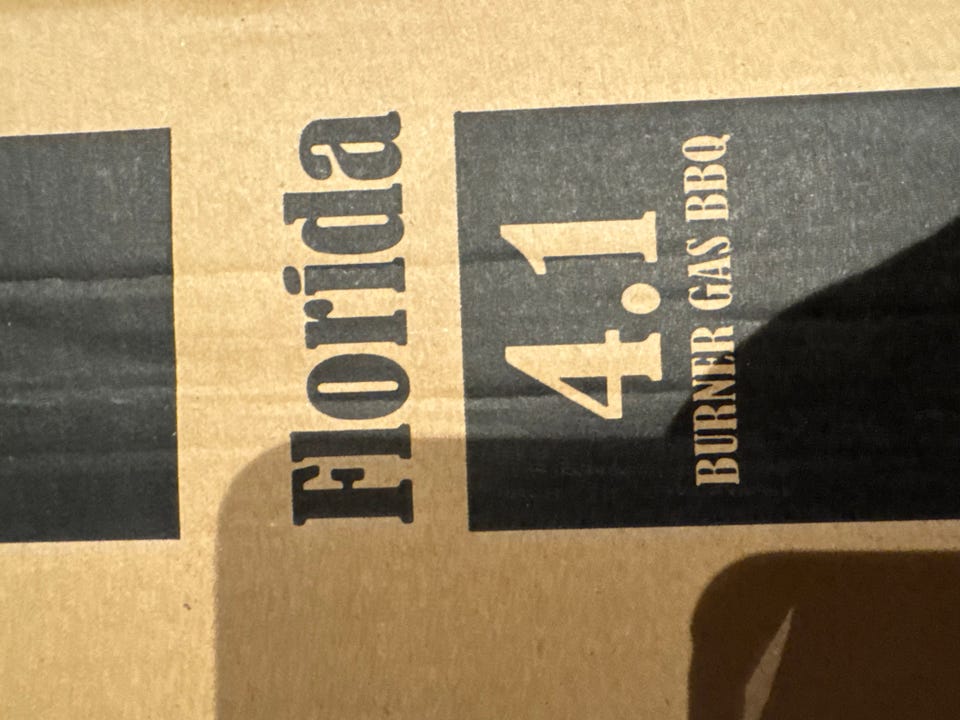 Florida
4.1
BURNER GAS BBQ